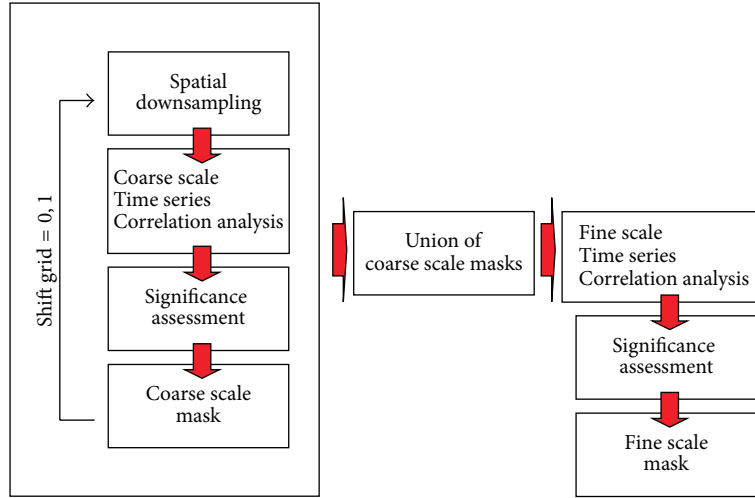 Shift grid = 0, 1
Spatial
downsampling
Coarse scale
Time series
Correlation analysis
Significance
assessment
Coarse scale
mask
Union of
coarse scale masks
Fine scale
Time series
Correlation analysis
Significance
assessment
Fine scale
mask